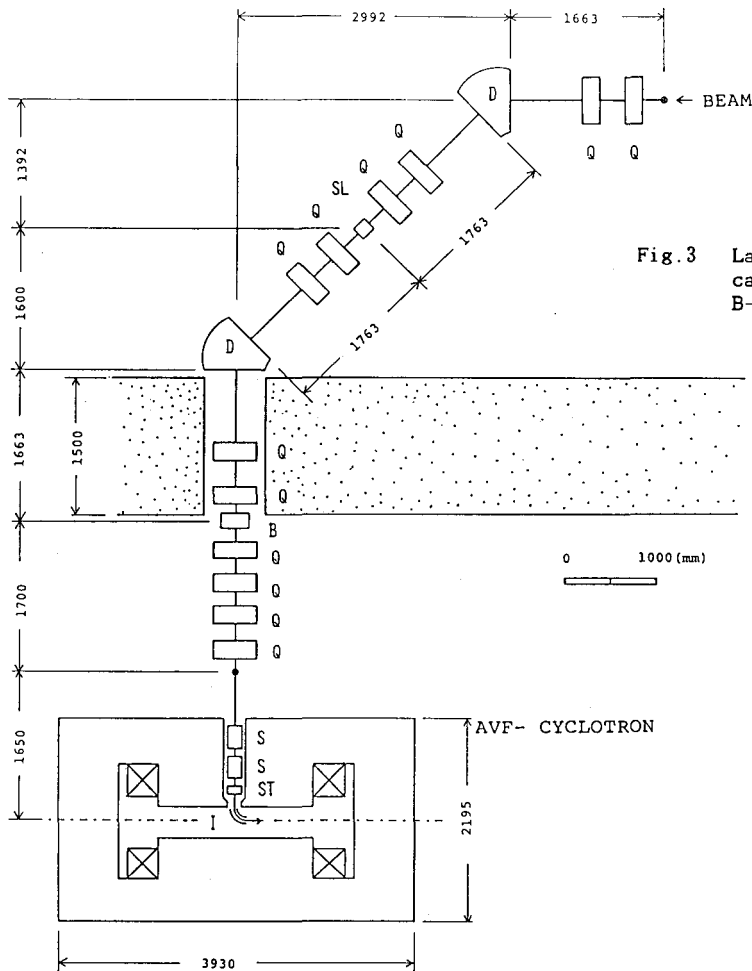 2992
1663
D
BEAM
Q
Q
Q
Q
1392
SL
Q
Q
1763
Fig.3 La
ca
B-
1600
1763
D
1663
1500
Q
Q
B
Q
0 1000(mm)
1700
Q
Q
Q
1650
AVF- CYCLOTRON
S
S
ST
I
2195
3930